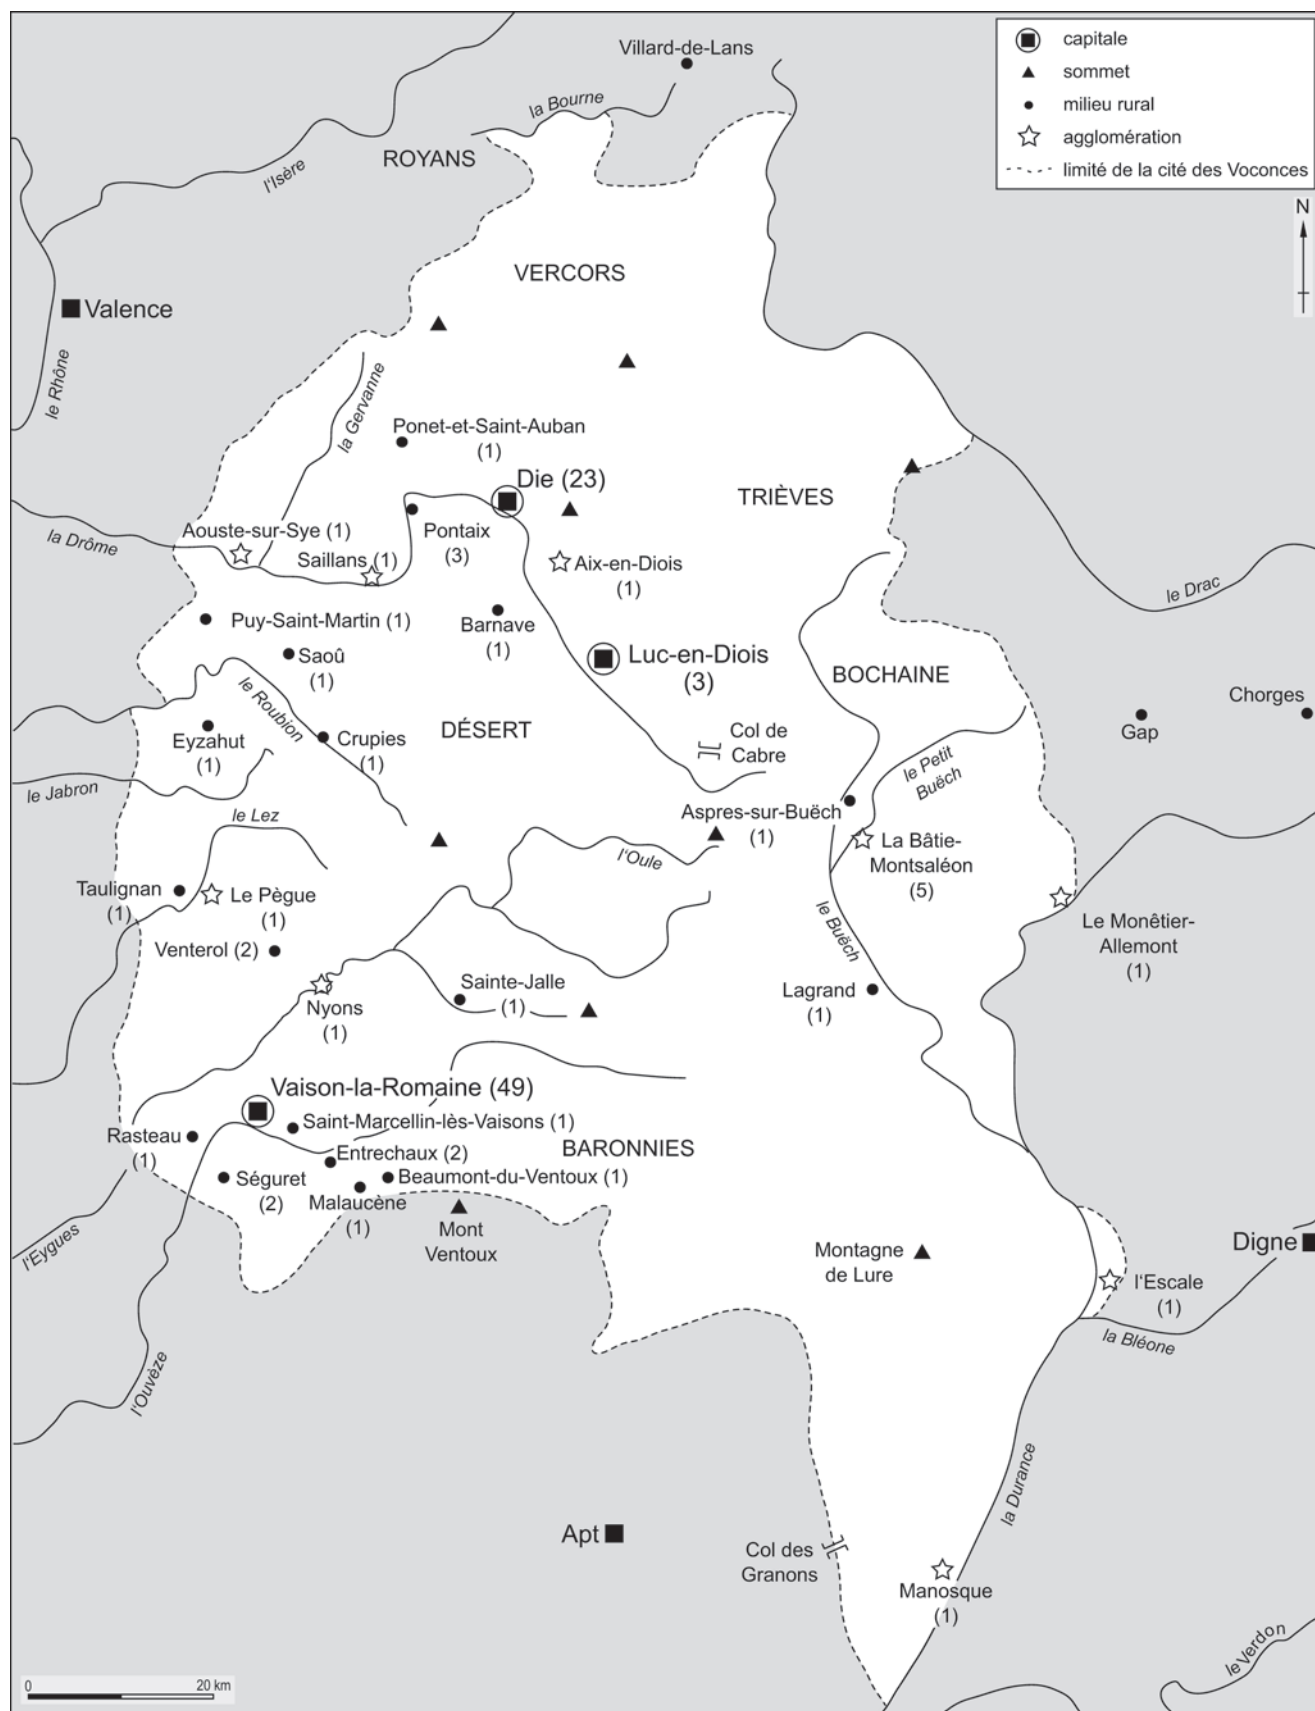 Villard-de-Lans
capitale
sommet
milieu rural
agglomération
limité de la cité des Voconces
N
la Bourne
ROYANS
l'Isère
VERCORS
Valence
le Rhône
la Gervanne
Ponet-et-Saint-Auban
(1)
Die (23)
TRIÈVES
la Drôme
Aouste-sur-Sye (1)
Saillans (1)
Pontaix
(3)
Aix-en-Diois
(1)
le Drac
Puy-Saint-Martin (1)
Barnave
(1)
Saoû
(1)
Luc-en-Diois
(3)
BOCHAINE
le Roubion
Chorges
Gap
Eyzahut
(1)
Crupies
(1)
DÉSERT
Col de
Cabre
le Petit
Buëch
le Jabron
le Lez
Aspres-sur-Buëch
(1)
l'Oule
La Bâtie-
Montsaléon
(5)
Taulignan
(1)
Le Pègue
(1)
le Buëch
Le Monêtier-
Allemont
(1)
Venterol (2)
Nyons
(1)
Sainte-Jalle
(1)
Lagrand
(1)
Vaison-la-Romaine (49)
Saint-Marcellin-lès-Vaisons (1)
Rasteau
(1)
Entrechaux (2)
BARONNIES
Séguret
(2)
Beaumont-du-Ventoux (1)
Malaucène
(1)
Mont
Ventoux
l'Eygues
Montagne
de Lure
Digne
l'Escale
(1)
la Bléone
l'Ouvèze
la Durance
Apt
Col des
Granons
Manosque
(1)
le Verdon
0 20 km